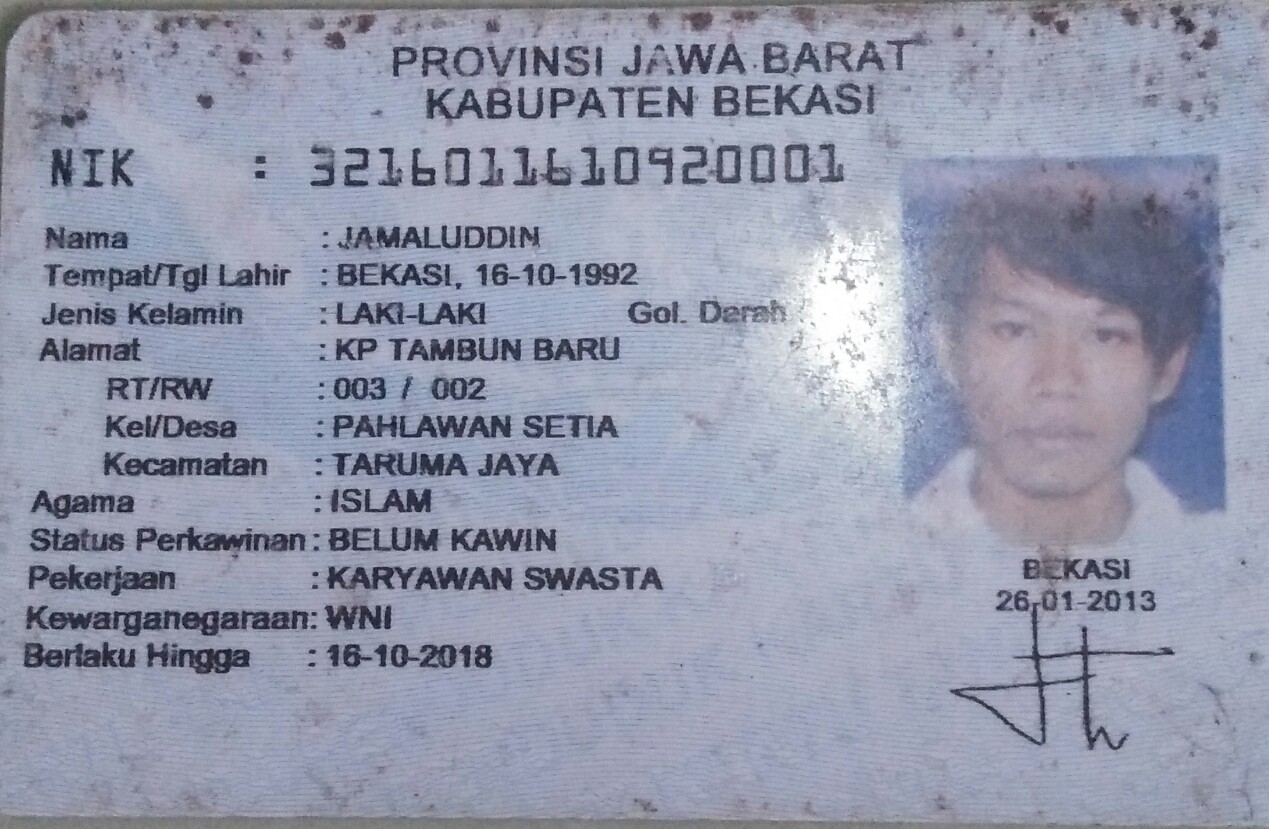 PROVINSI JAWA BARAT
KABUPATEN BEKASI
NIK : 3216011610920001
Nama : JAMALUDDIN
Tempat/Tgl Lahir : BEKASI, 16-10-1992
Jenis Kelamin : LAKI-LAKI Gol. Darah :
Alamat : KP TAMBUN BARU
RT/RW : 003 / 002
Kel/Desa : PAHLAWAN SETIA
Kecamatan : TARUMA JAYA
Agama : ISLAM
Status Perkawinan : BELUM KAWIN
Pekerjaan : KARYAWAN SWASTA
Kewarganegaraan : WNI
Berlaku Hingga : 16-10-2018
BEKASI
26-01-2013